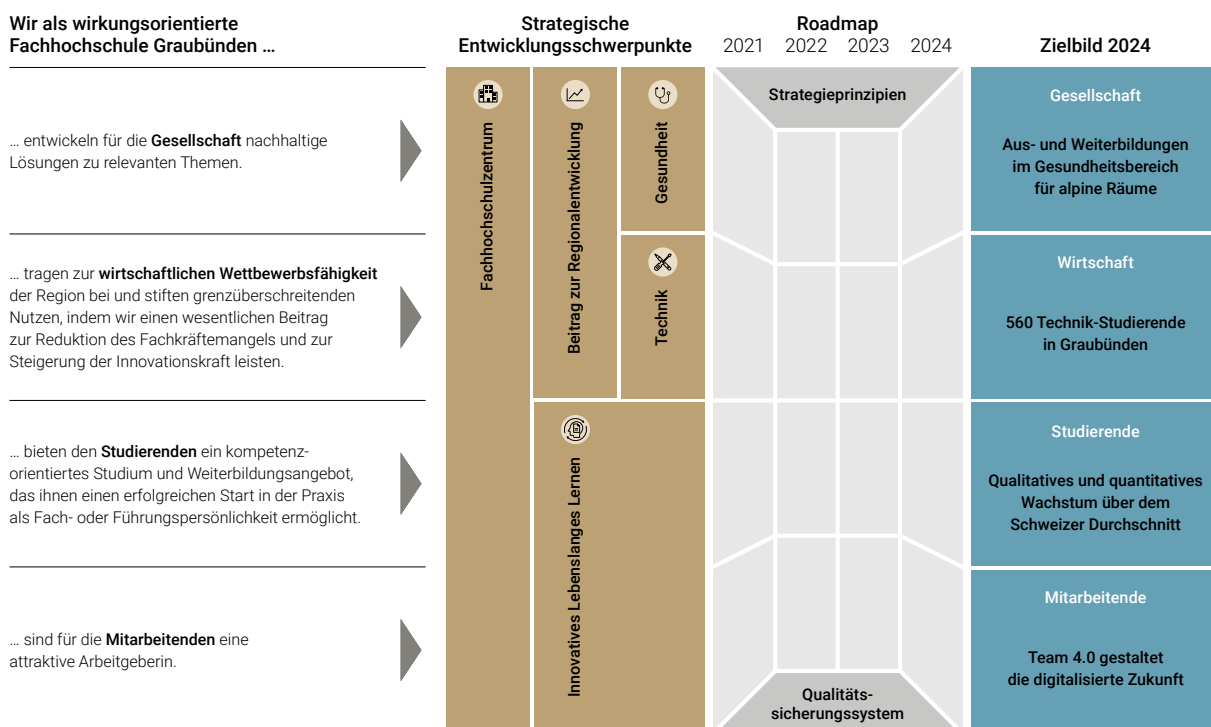 Wir als wirkungsorientierte
Fachhochschule Graubünden …
Strategische
Entwicklungsschwerpunkte
Roadmap
2021 2022 2023 2024
Zielbild 2024
… entwickeln für die Gesellschaft nachhaltige
Lösungen zu relevanten Themen.
… tragen zur wirtschaftlichen Wettbewerbsfähigkeit
der Region bei und stiften grenzüberschreitenden
Nutzen, indem wir einen wesentlichen Beitrag
zur Reduktion des Fachkräftemangels und zur
Steigerung der Innovationskraft leisten.
… bieten den Studierenden ein kompetenz-
orientiertes Studium und Weiterbildungsangebot,
das ihnen einen erfolgreichen Start in der Praxis
als Fach- oder Führungspersönlichkeit ermöglicht.
… sind für die Mitarbeitenden eine
attraktive Arbeitgeberin.
Fachhochschulzentrum
Beitrag zur Regionalentwicklung
Gesundheit
Technik
Innovatives Lebenslanges Lernen
Strategieprinzipien
Qualitäts-
sicherungssystem
Gesellschaft
Aus- und Weiterbildungen
im Gesundheitsbereich
für alpine Räume
Wirtschaft
560 Technik-Studierende
in Graubünden
Studierende
Qualitatives und quantitatives
Wachstum über dem
Schweizer Durchschnitt
Mitarbeitende
Team 4.0 gestaltet
die digitalisierte Zukunft